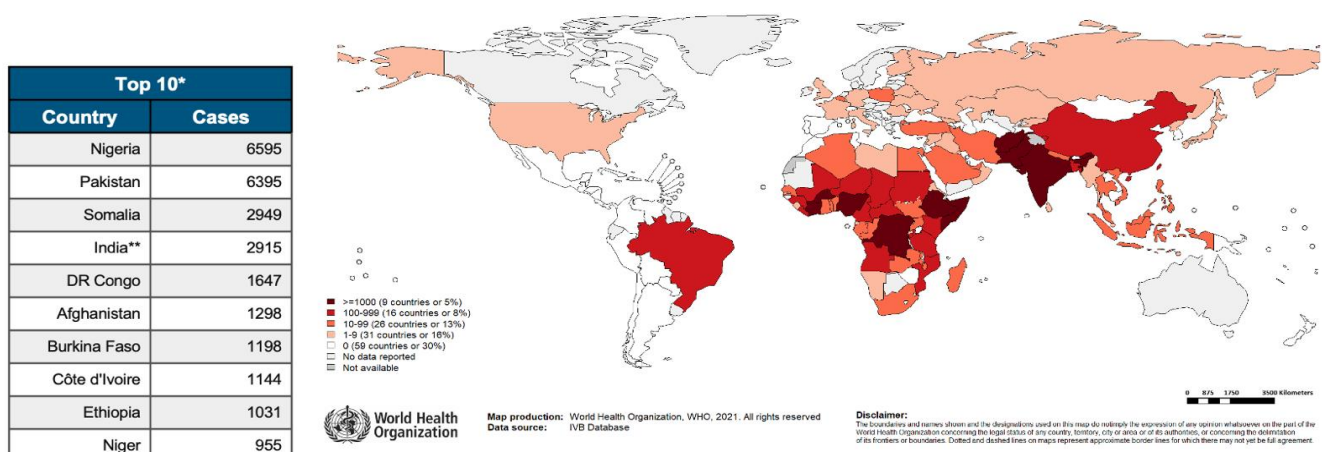 Top 10*
Country Cases
Nigeria 6595
Pakistan 6395
Somalia 2949
India** 2915
DR Congo 1647
Afghanistan 1298
Burkina Faso 1198
Côte d'Ivoire 1144
Ethiopia 1031
Niger 955
>=1000 (9 countries or 5%)
100-999 (16 countries or 8%)
10-99 (26 countries or 13%)
1-9 (31 countries or 16%)
0 (59 countries or 30%)
No data reported
Not available
0 875 1750 3500 Kilometers
World Health
Organization
Map production: World Health Organization, WHO, 2021. All rights reserved
Data source: IVB Database
Disclaimer:
The boundaries and names shown and the designations used on this map do not imply the expression of any opinion whatsoever on the part of the
World Health Organization concerning the legal status of any country, territory, city or area or of its authorities, or concerning the delimitation
of its frontiers or boundaries. Dotted and dashed lines on maps represent approximate border lines for which there may not yet be full agreement.